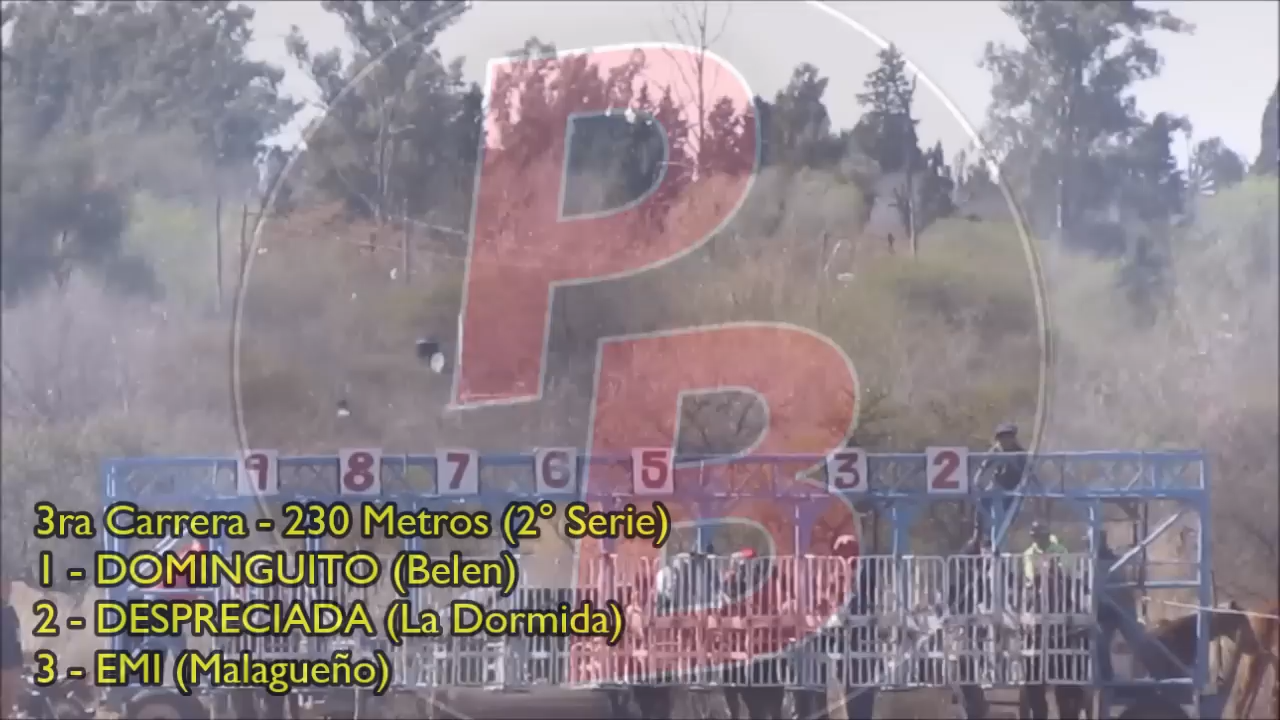 P
B
9 8 7 6 5 3 2
3ra Carrera - 230 Metros (2° Serie)
1 - DOMINGUITO (Belen)
2 - DESPRECIADA (La Dormida)
3 - EMI (Malagueño)